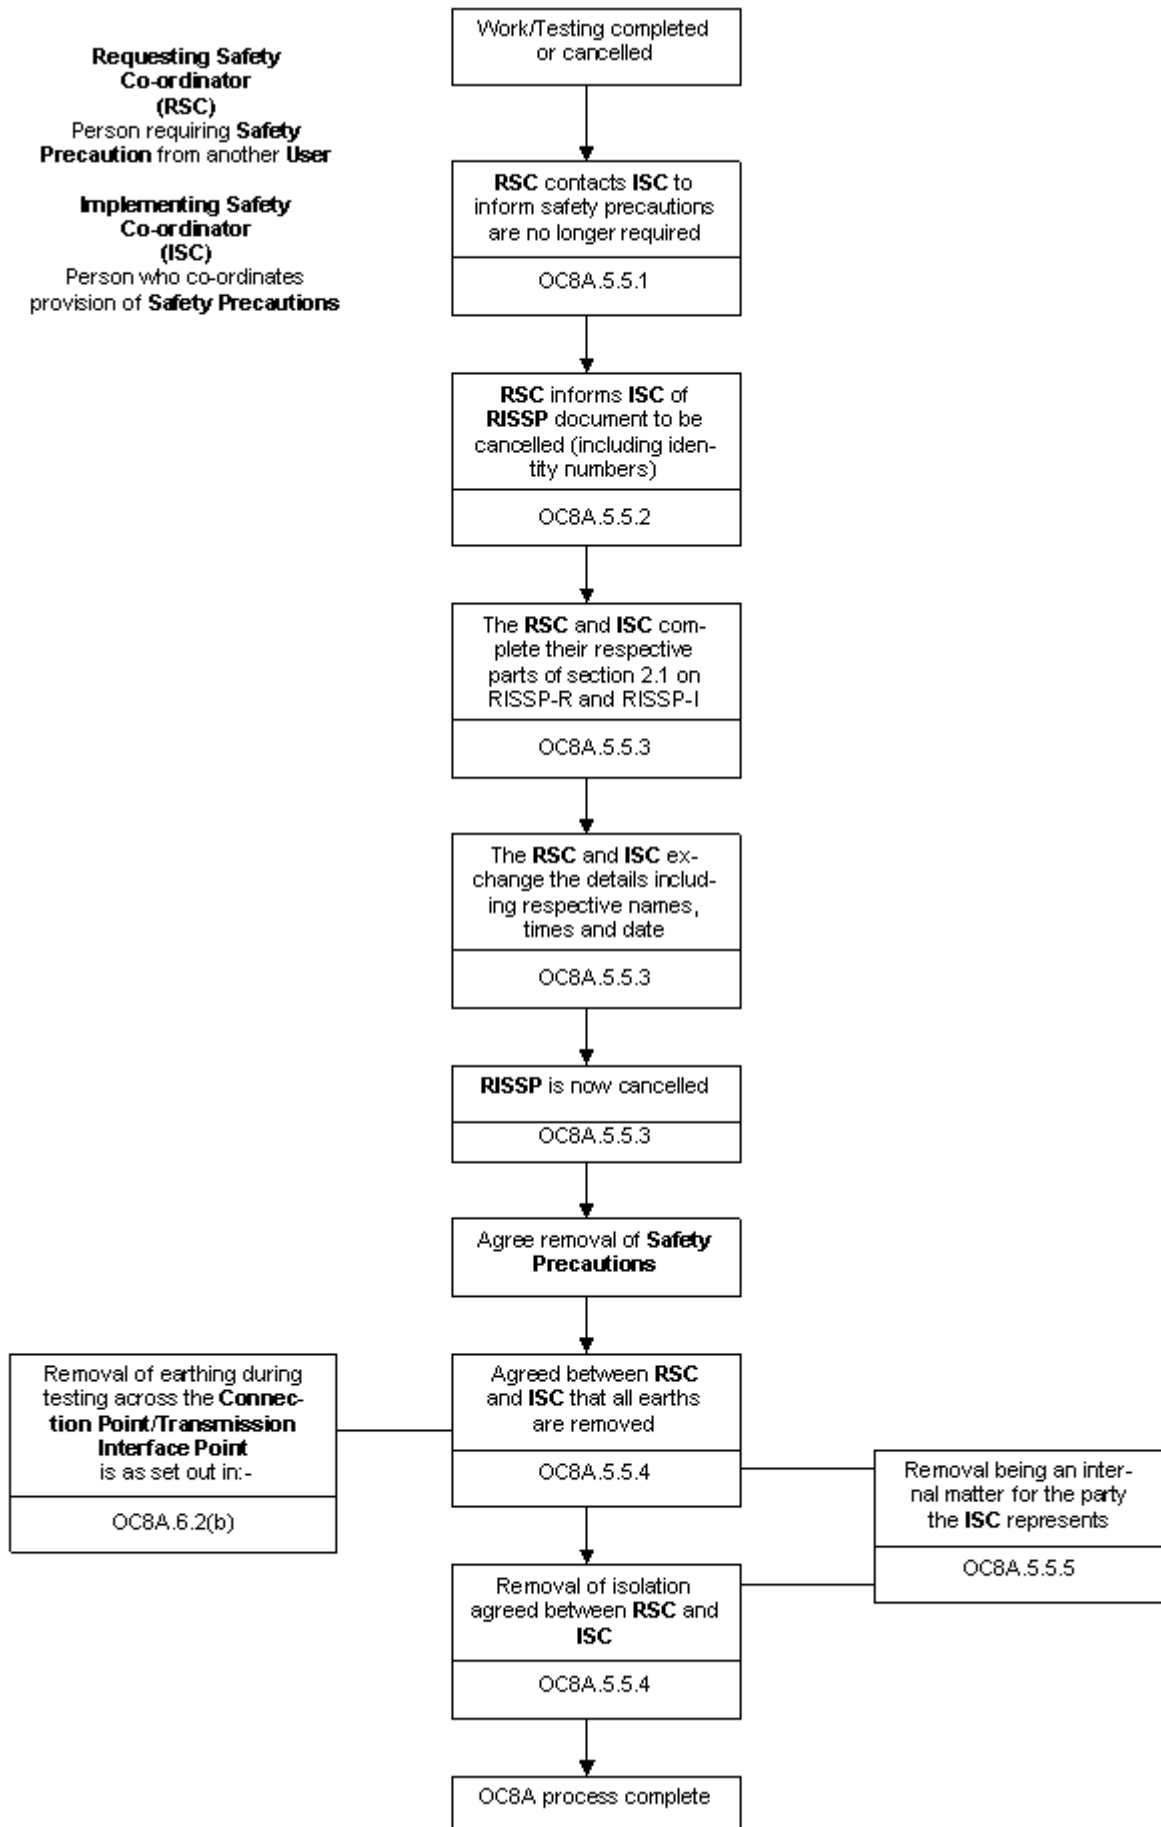 Requesting Safety
Co-ordinator
(RSC)
Person requiring Safety
Precaution from another User
Implementing Safety
Co-ordinator
(ISC)
Person who co-ordinates
provision of Safety Precautions
Work/Testing completed
or cancelled
RSC contacts ISC to
inform safety precautions
are no longer required
OC8A.5.5.1
RSC informs ISC of
RISSP document to be
cancelled (including iden-
tity numbers)
OC8A.5.5.2
The RSC and ISC com-
plete their respective
parts of section 2.1 on
RISSP-R and RISSP-I
OC8A.5.5.3
The RSC and ISC ex-
change the details includ-
ing respective names,
times and date
OC8A.5.5.3
RISSP is now cancelled
OC8A.5.5.3
Agree removal of Safety
Precautions
Removal of earthing during
testing across the Connec-
tion Point/Transmission
Interface Point
is as set out in:-
OC8A.6.2(b)
Agreed between RSC
and ISC that all earths
are removed
OC8A.5.5.4
Removal being an inter-
nal matter for the party
the ISC represents
OC8A.5.5.5
Removal of isolation
agreed between RSC and
ISC
OC8A.5.5.4
OC8A process complete